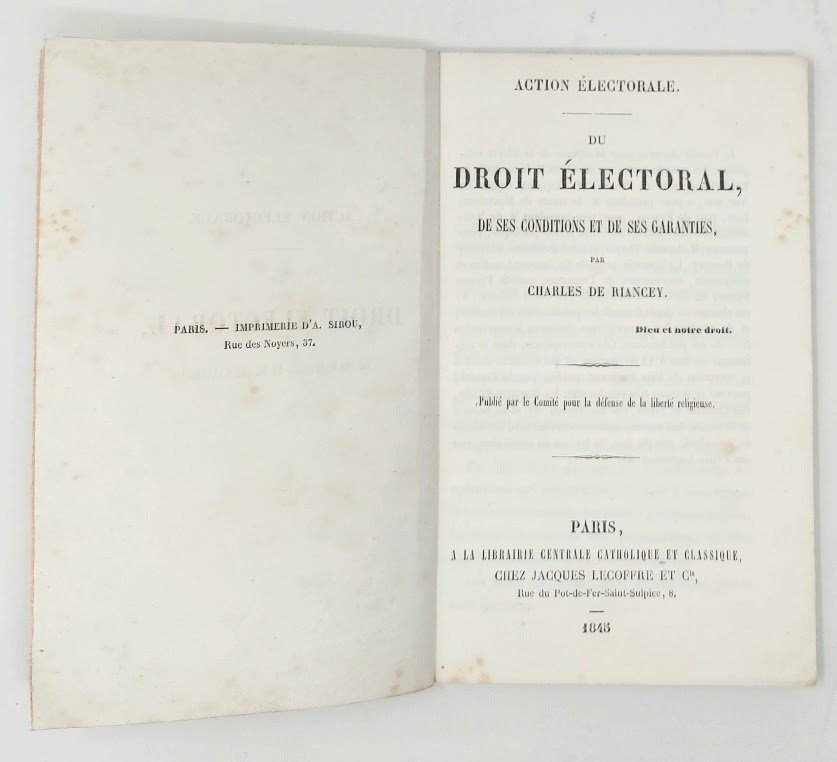 PARIS. — IMPRIMERIE D'A. SIROU,
Rue des Noyers, 37.
ACTION ÉLECTORALE.
DU
DROIT ÉLECTORAL,
DE SES CONDITIONS ET DE SES GARANTIES,
PAR
CHARLES DE RIANCEY.
Dieu et notre droit.
Publié par le Comité pour la défense de la liberté religieuse.
PARIS,
A LA LIBRAIRIE CENTRALE CATHOLIQUE ET CLASSIQUE,
CHEZ JACQUES LECOFFRE ET Cie,
Rue du Pot-de-Fer-Saint-Sulpice, 8.
1845